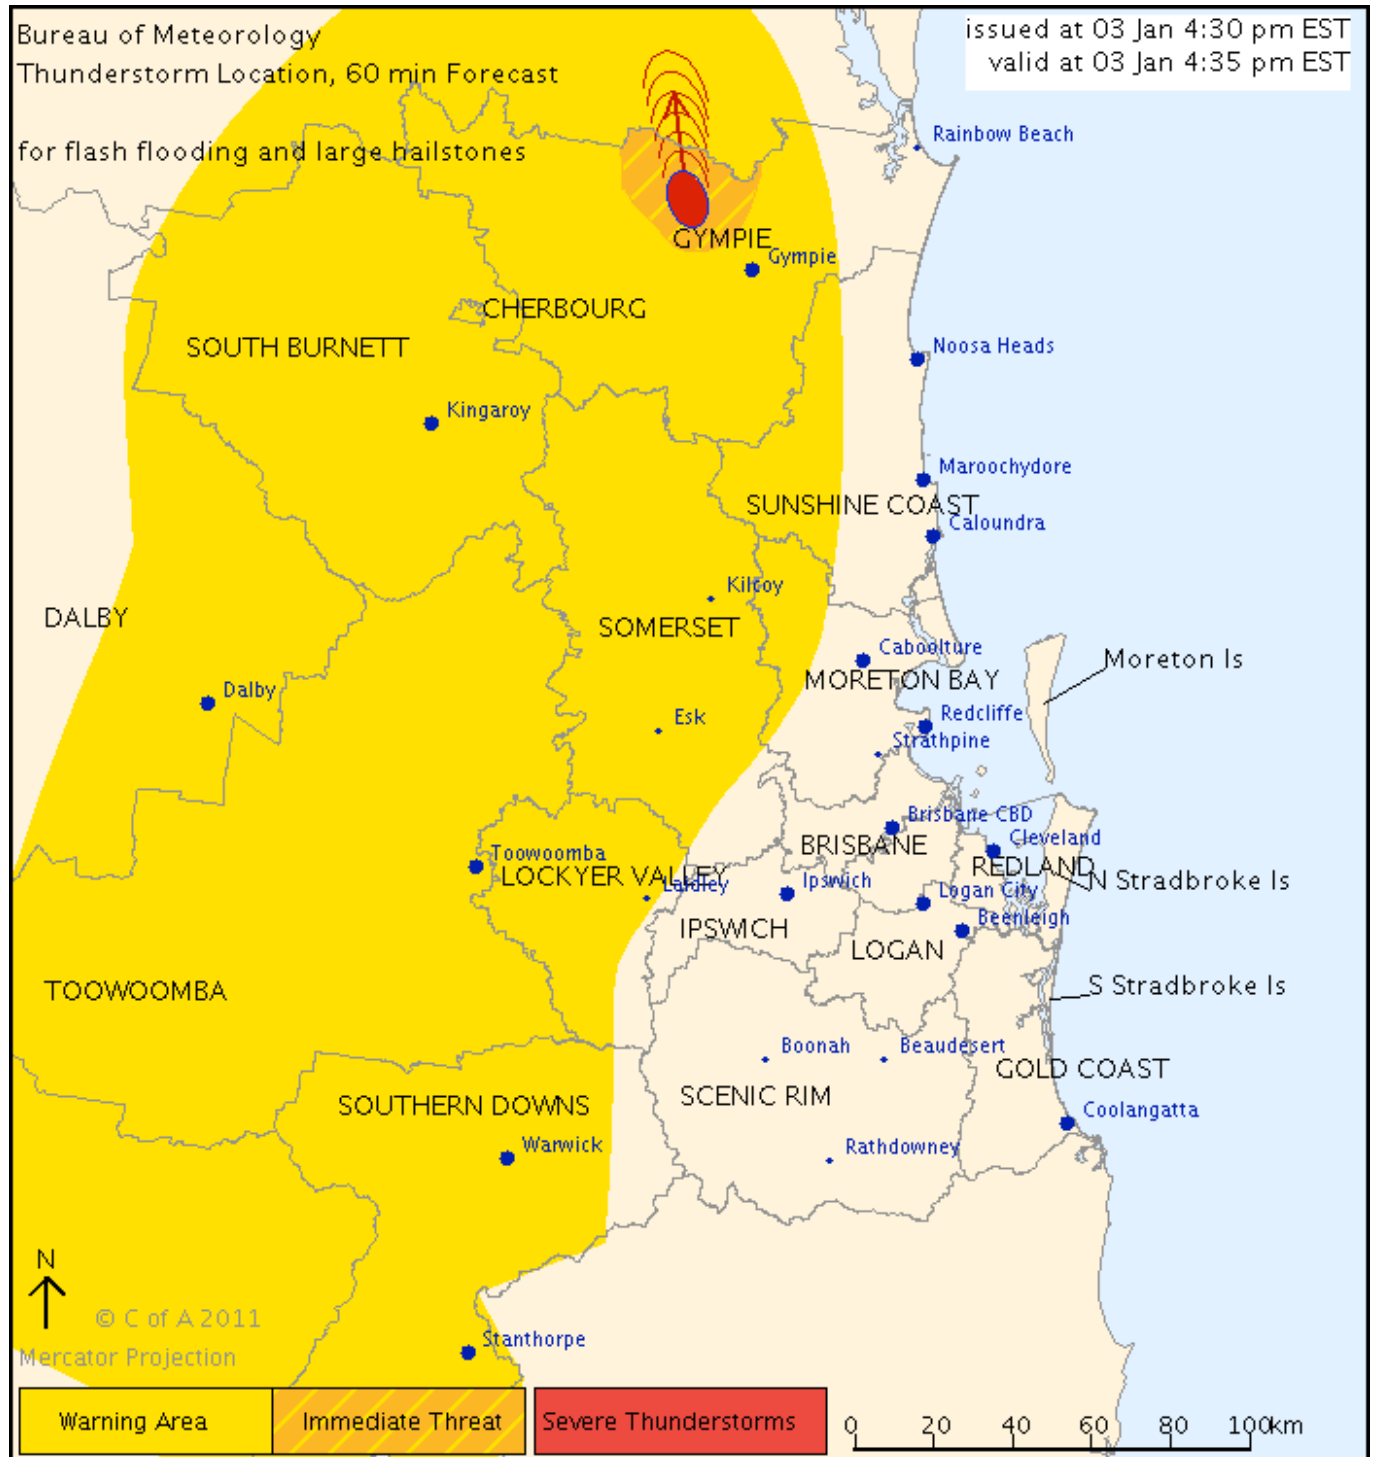 Bureau of Meteorology
Thunderstorm Location, 60 min Forecast
for flash flooding and large hailstones
issued at 03 Jan 4:30 pm EST
valid at 03 Jan 4:35 pm EST
Rainbow Beach
GYMPIE
Gympie
CHERBOURG
SOUTH BURNETT
Noosa Heads
Kingaroy
Maroochydore
SUNSHINE COAST
Caloundra
Kilcoy
DALBY
SOMERSET
Caboolture
Moreton Is
MORETON BAY
Dalby
Esk
Redcliffe
Strathpine
Brisbane CBD
BRISBANE
Cleveland
Toowoomba
LOCKYER VALLEY
REDLAND
Laidley
Ipswich
Logan City
N Stradbroke Is
IPSWICH
Beenleigh
LOGAN
TOOWOOMBA
S Stradbroke Is
Boonah
Beaudesert
GOLD COAST
SCENIC RIM
SOUTHERN DOWNS
Coolangatta
Warwick
Rathdowney
N
© C of A 2011
Mercator Projection
Stanthorpe
Warning Area
Immediate Threat
Severe Thunderstorms
0 20 40 60 80 100km